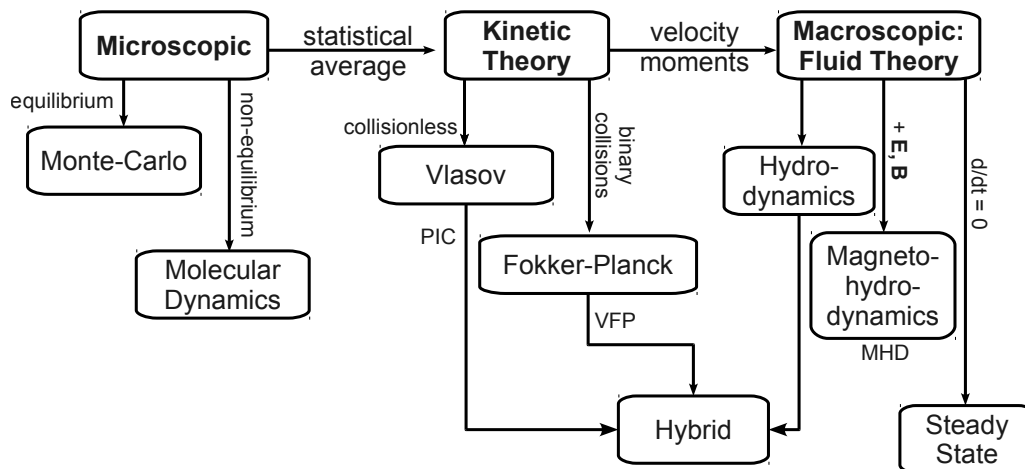 Microscopic
statistical
average
Kinetic
Theory
velocity
moments
Macroscopic:
Fluid Theory
equilibrium
non-equilibrium
collisionless
binary
collisions
+ E, B
d/dt = 0
Monte-Carlo
Vlasov
Hydro-
dynamics
PIC
Molecular
Dynamics
Fokker-Planck
Magneto-
hydro-
dynamics
VFP
MHD
Hybrid
Steady
State